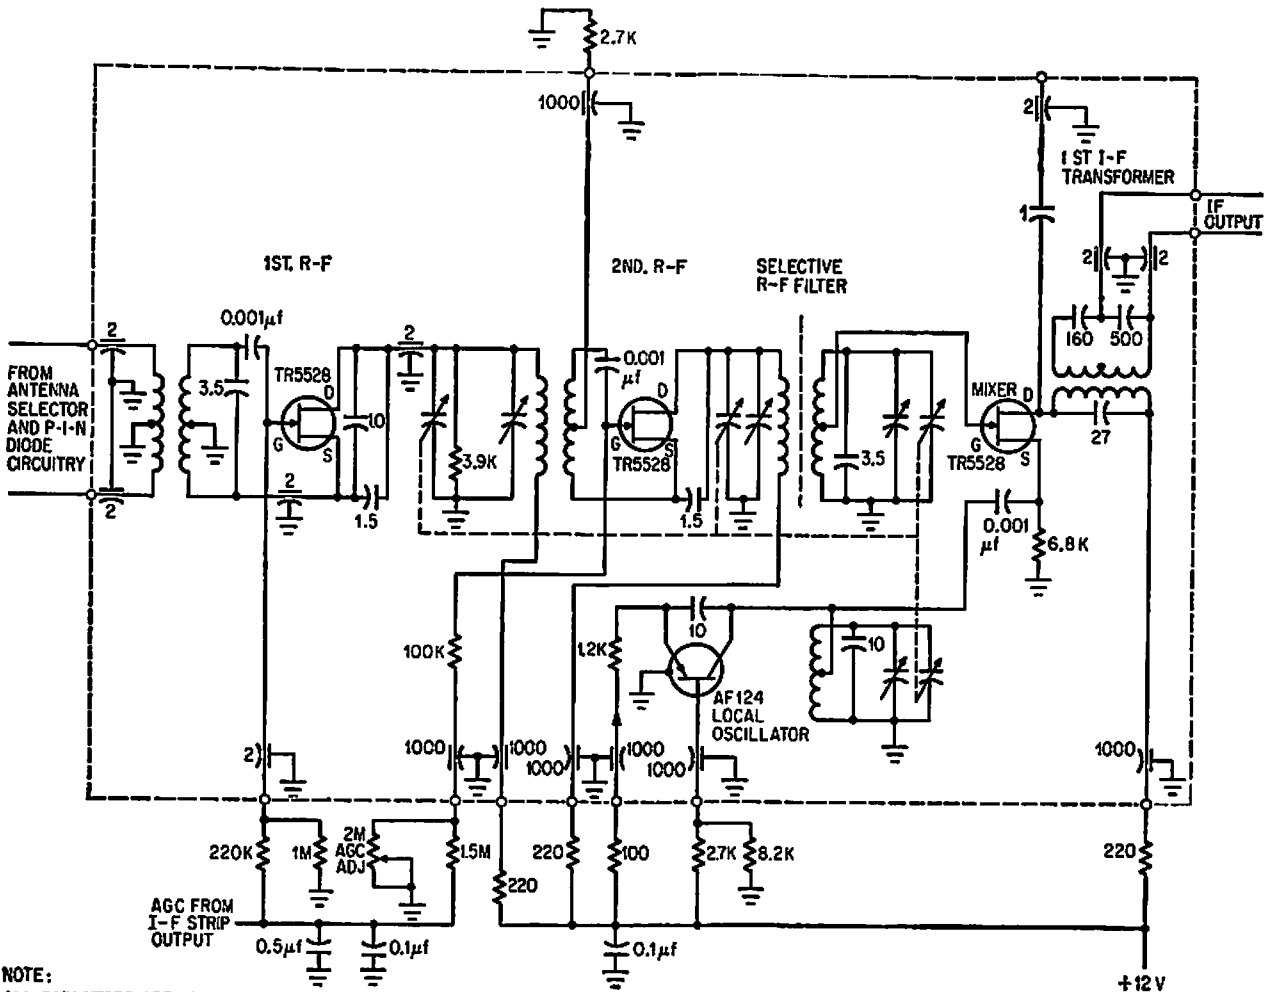 2.7K
1000
2
1 ST I-F
TRANSFORMER
1
IF
OUTPUT
2
2
1ST. R-F
2ND. R-F
SELECTIVE
R-F FILTER
0.001μf
2
2
160
500
FROM
ANTENNA
SELECTOR
AND P-I-N
DIODE
CIRCUITRY
3.5
TR5528
D
G
S
10
0.001
μf
D
G
S
TR5528
MIXER
D
G
S
TR5528
27
3.9K
3.5
2
2
1.5
1.5
0.001
μf
6.8K
100K
1.2K
10
10
AF124
LOCAL
OSCILLATOR
2
1000
1000
1000
1000
1000
1000
220K
1M
2M
AGC
ADJ
1.5M
220
220
100
2.7K
8.2K
220
AGC FROM
I-F STRIP
OUTPUT
0.5μf
0.1μf
0.1μf
NOTE:
+12V